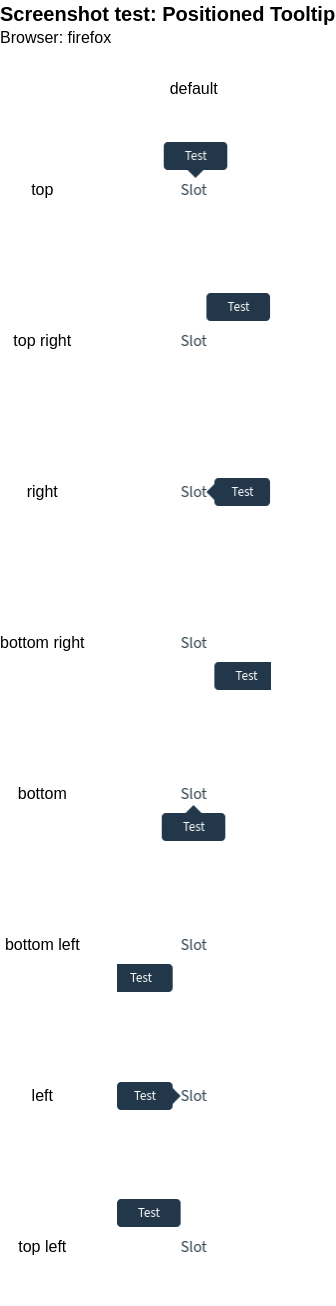 Screenshot test: Positioned Tooltip
Browser: firefox
default
Test
top Slot
Test
top right Slot
right Slot Test
bottom right Slot
Test
bottom Slot
Test
bottom left Slot
Test
left Test Slot
Test
top left Slot